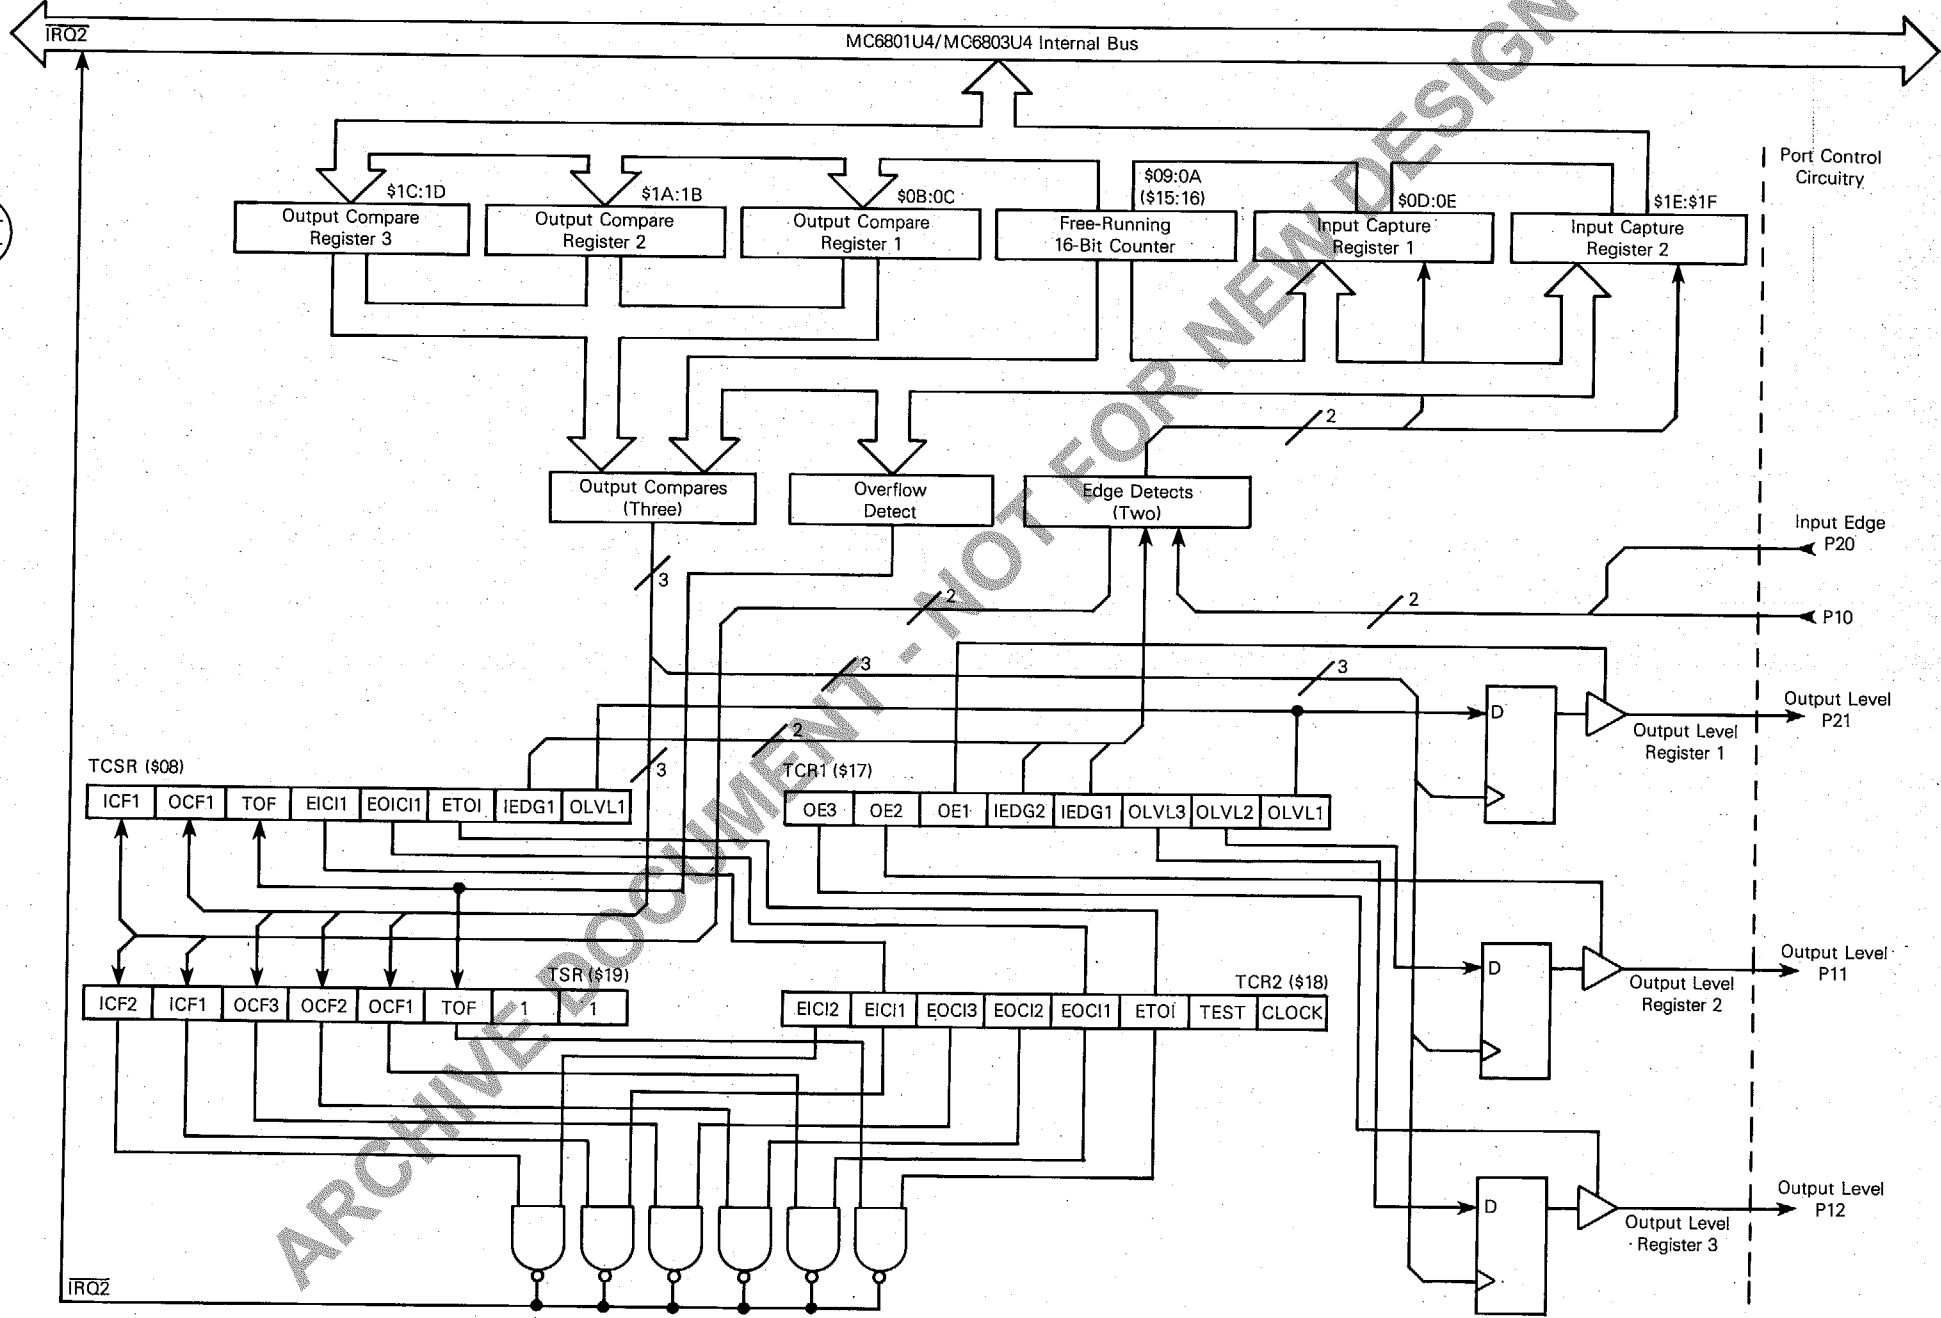 IRQ2
MC6801U4/MC6803U4 Internal Bus
Port Control
Circuitry
$1C:1D
Output Compare
Register 3
$1A:1B
Output Compare
Register 2
$0B:0C
Output Compare
Register 1
$09:0A
($15:16)
Free-Running
16-Bit Counter
$0D:0E
Input Capture
Register 1
$1E:$1F
Input Capture
Register 2
2
Output Compares
(Three)
Overflow
Detect
Edge Detects
(Two)
Input Edge
P20
3
2
2
P10
3
3
D
Output Level
P21
Output Level
Register 1
2
3
TCSR ($08)
ICF1 OCF1 TOF EICI1 EOICI1 ETOI IEDG1 OLVL1
TCR1 ($17)
OE3 OE2 OE1 IEDG2 IEDG1 OLVL3 OLVL2 OLVL1
D
Output Level
P11
Output Level
Register 2
TSR ($19)
ICF2 ICF1 OCF3 OCF2 OCF1 TOF 1 1
TCR2 ($18)
EICI2 EICI1 EOCI3 EOCI2 EOCI1 ETOI TEST CLOCK
D
Output Level
P12
Output Level
Register 3
IRQ2
ARCHIVE DOCUMENT - NOT FOR NEW DESIGN